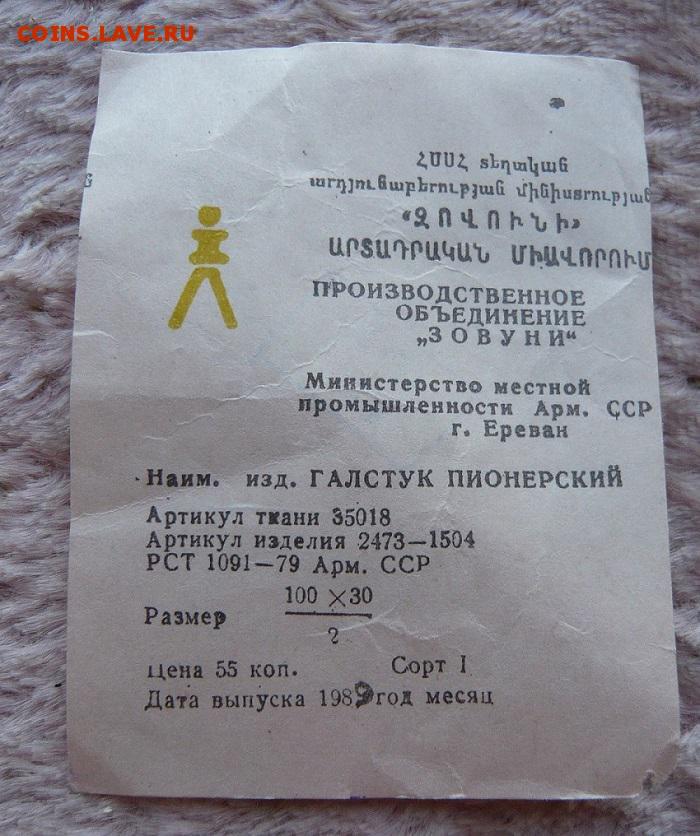 COINS.LAVE.RU
ՀՍՍՀ տեղական
արդյունաբերության մինիստրության
«ԶՈՎՈՒՆԻ»
ԱՐՏԱԴՐԱԿԱՆ ՄԻԱՎՈՐՈՒՄ
ПРОИЗВОДСТВЕННОЕ
ОБЪЕДИНЕНИЕ
„ЗОВУНИ“
Министерство местной
промышленности Арм. ССР
г. Ереван
Наим. изд. ГАЛСТУК ПИОНЕРСКИЙ
Артикул ткани 35018
Артикул изделия 2473—1504
РСТ 1091—79 Арм. ССР
Размер 100×30
2
Цена 55 коп. Сорт I
Дата выпуска 1989 год месяц